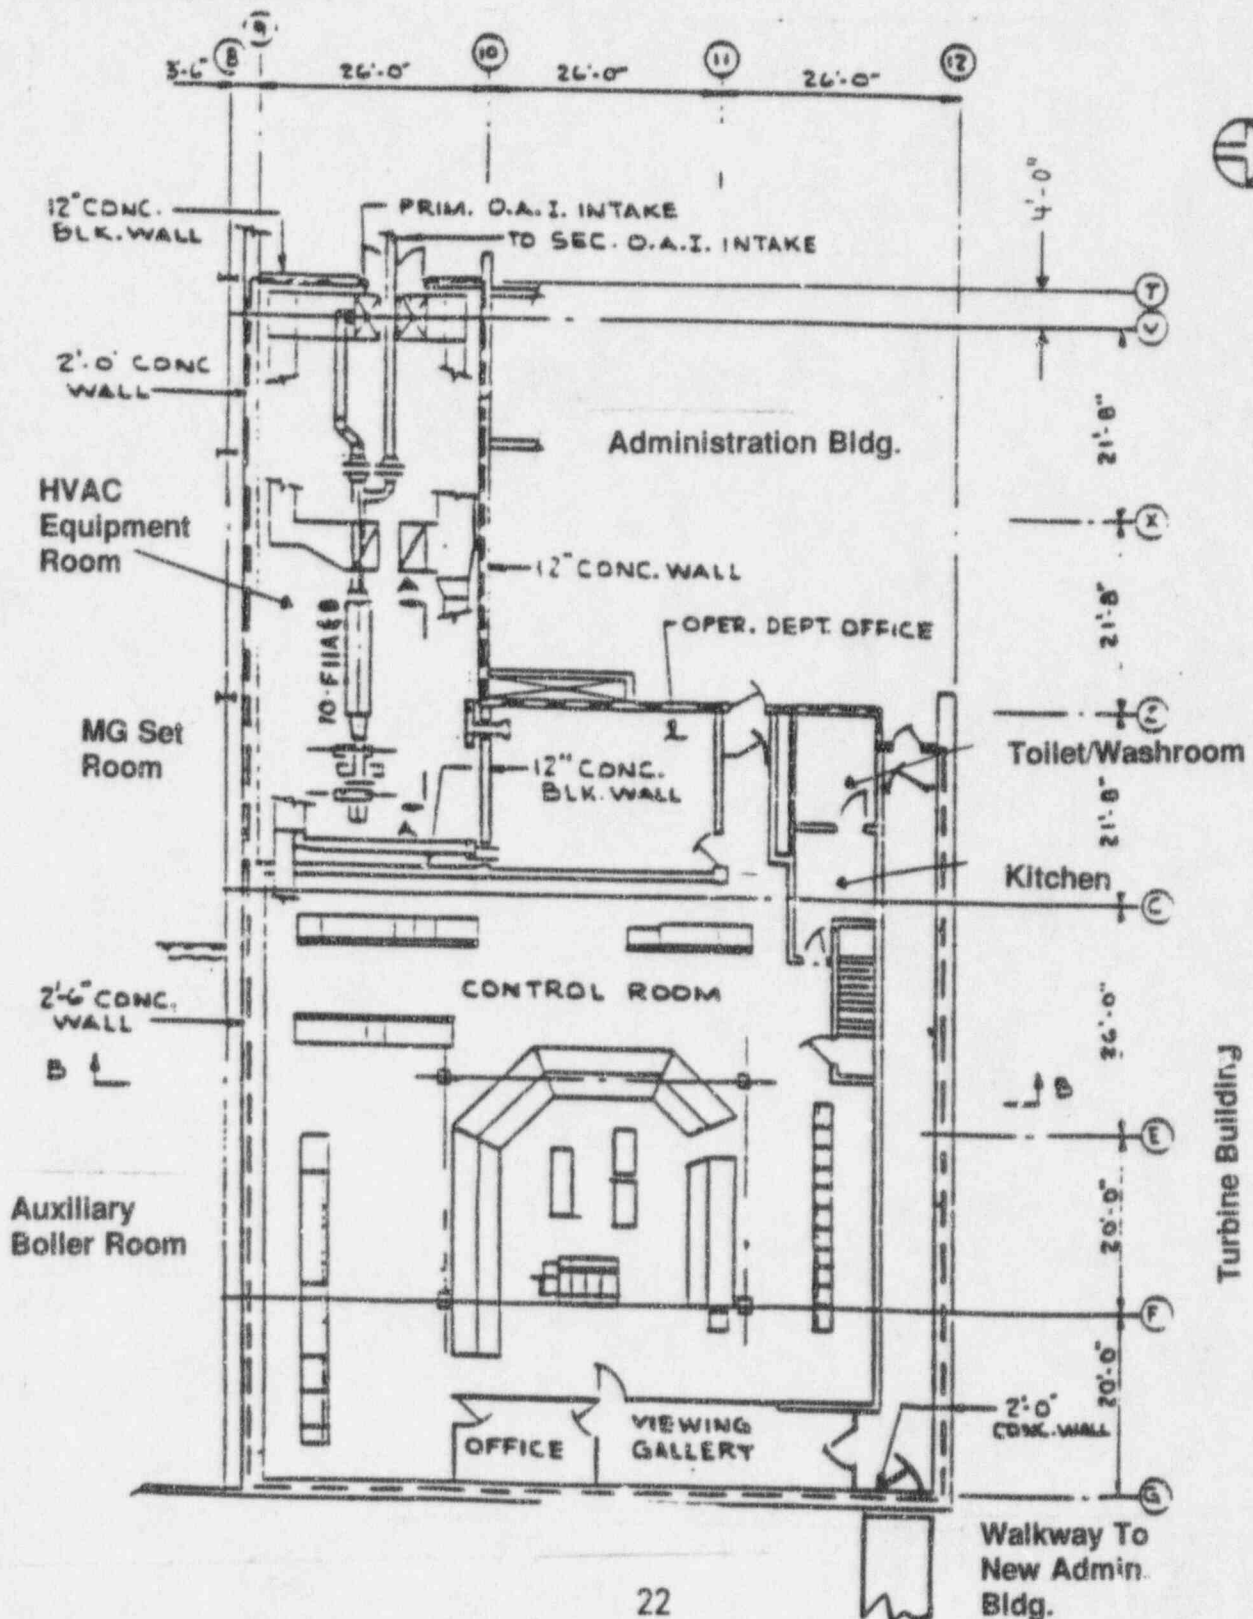 9
8
10
11
12
3'-6"
26'-0"
26'-0"
26'-0"
4'-0"
12" CONC.
BLK. WALL
PRIM. O.A.I. INTAKE
TO SEC. O.A.I. INTAKE
T
V
2'-0" CONC
WALL
Administration Bldg.
21'-8"
HVAC
Equipment
Room
X
12" CONC. WALL
21'-8"
OPER. DEPT. OFFICE
TO F11A&B
MG Set
Room
Z
Toilet/Washroom
12" CONC.
BLK. WALL
21'-8"
Kitchen
C
CONTROL ROOM
2'-6" CONC.
WALL
26'-0"
B
B
E
Turbine Building
Auxiliary
Boiler Room
20'-0"
F
20'-0"
2'-0"
CONC. WALL
OFFICE
VIEWING
GALLERY
G
Walkway To
New Admin.
Bldg.
22